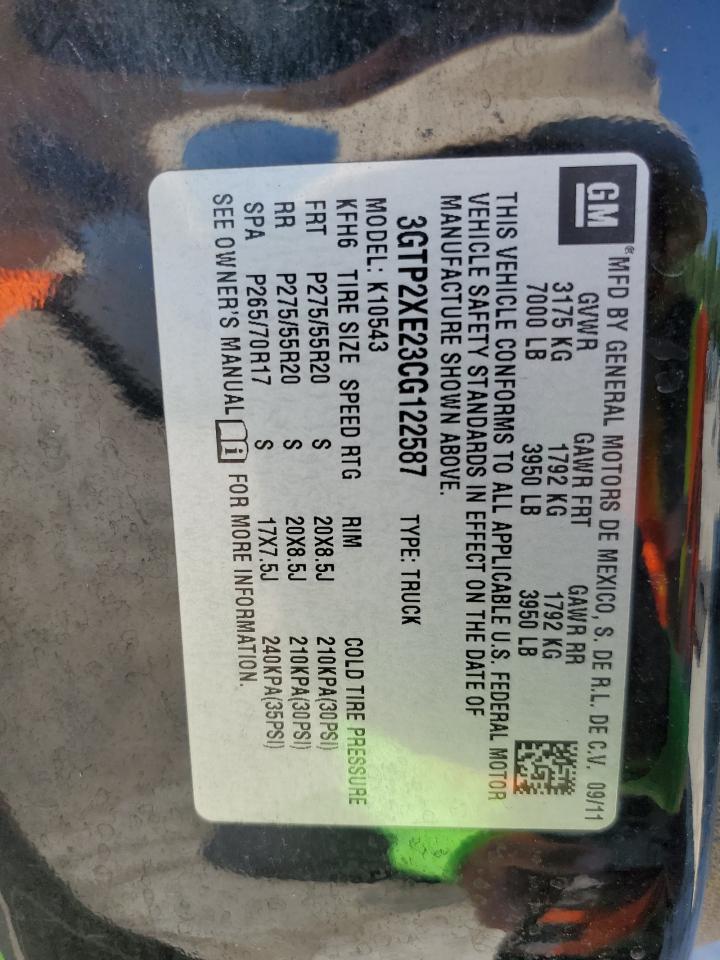 GM ® MFD BY GENERAL MOTORS DE MEXICO, S. DE R.L. DE C.V. 09/11
GVWR GAWR FRT GAWR RR
3175 KG 1792 KG 1792 KG
7000 LB 3950 LB 3950 LB
THIS VEHICLE CONFORMS TO ALL APPLICABLE U.S. FEDERAL MOTOR
VEHICLE SAFETY STANDARDS IN EFFECT ON THE DATE OF
MANUFACTURE SHOWN ABOVE.
3GTP2XE23CG122587 TYPE: TRUCK
MODEL: K10543
KFH6 TIRE SIZE SPEED RTG RIM COLD TIRE PRESSURE
FRT P275/55R20 S 20X8.5J 210KPA(30PSI)
RR P275/55R20 S 20X8.5J 210KPA(30PSI)
SPA P265/70R17 S 17X7.5J 240KPA(35PSI)
SEE OWNER'S MANUAL i FOR MORE INFORMATION.